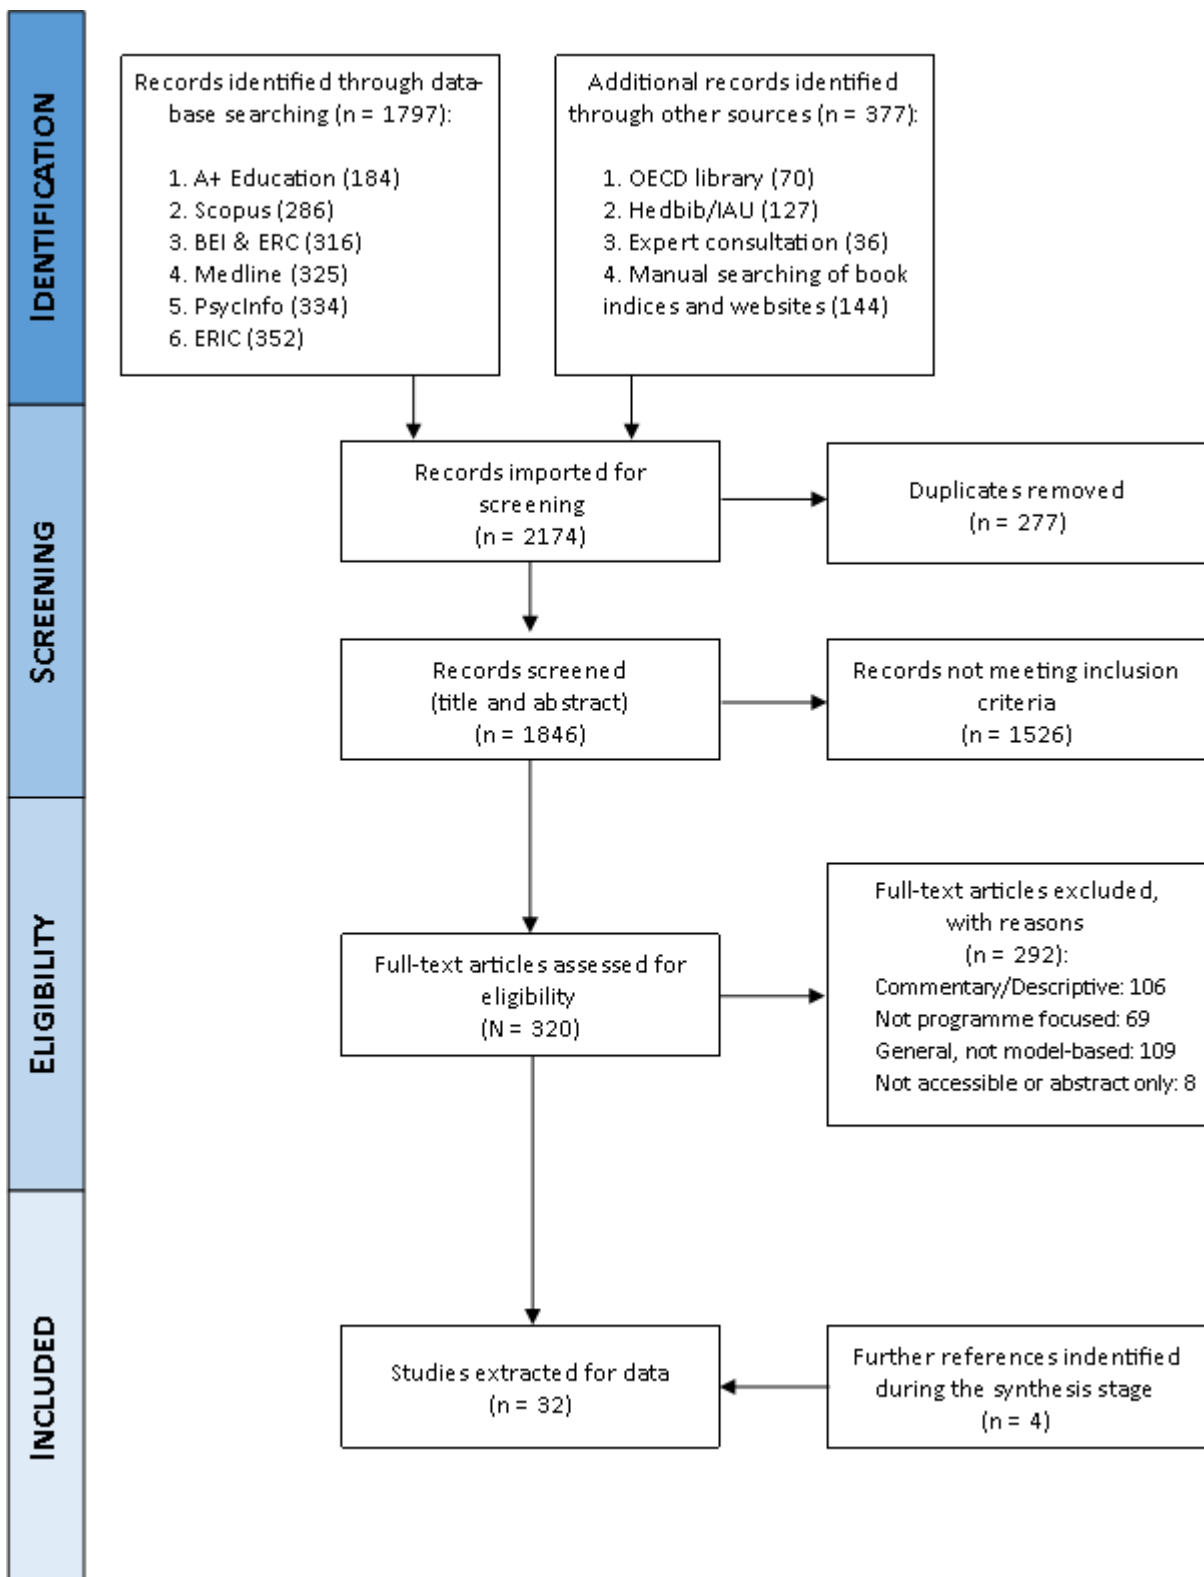 IDENTIFICATION
Records identified through data-
base searching (n = 1797):
1. A+ Education (184)
2. Scopus (286)
3. BEI & ERC (316)
4. Medline (325)
5. PsycInfo (334)
6. ERIC (352)
Additional records identified
through other sources (n = 377):
1. OECD library (70)
2. Hedbib/IAU (127)
3. Expert consultation (36)
4. Manual searching of book
indices and websites (144)
SCREENING
Records imported for
screening
(n = 2174)
Duplicates removed
(n = 277)
Records screened
(title and abstract)
(n = 1846)
Records not meeting inclusion
criteria
(n = 1526)
ELIGIBILITY
Full-text articles assessed for
eligibility
(N = 320)
Full-text articles excluded,
with reasons
(n = 292):
Commentary/Descriptive: 106
Not programme focused: 69
General, not model-based: 109
Not accessible or abstract only: 8
INCLUDED
Studies extracted for data
(n = 32)
Further references indentified
during the synthesis stage
(n = 4)